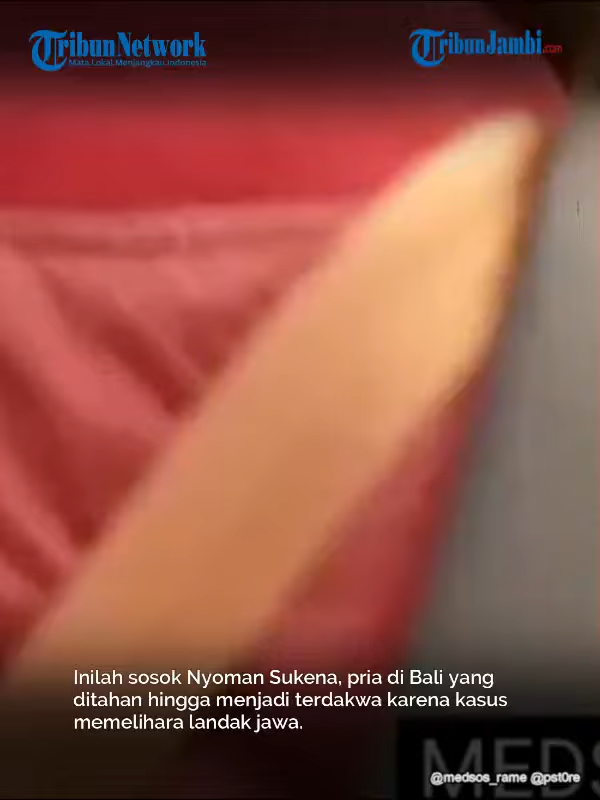 TribunNetwork
Mata Lokal Menjangkau Indonesia
TribunJambi.com
Inilah sosok Nyoman Sukena, pria di Bali yang
ditahan hingga menjadi terdakwa karena kasus
memelihara landak jawa.
MEDS
@medsos_rame @pst0re